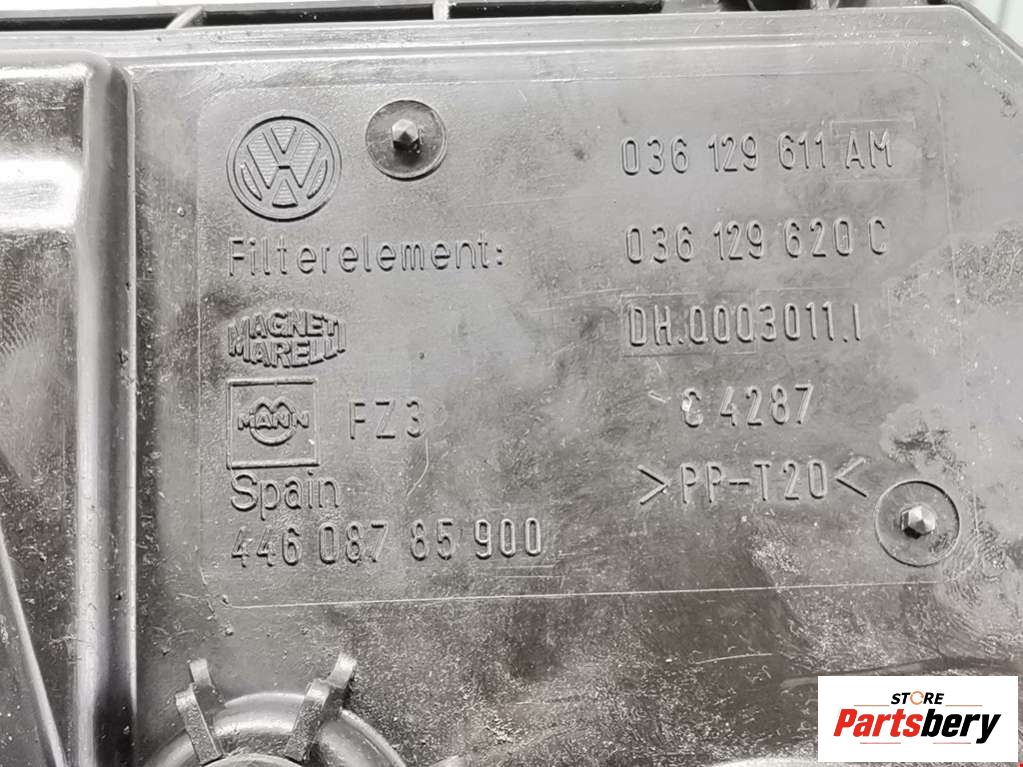 VW
036 129 611 AM
Filterelement: 036 129 620 C
MAGNETI
MARELLI
DH.0003011.1
MANN FZ3 C 4287
Spain >PP-T20<
446 087 85 900
STORE
Partsbery